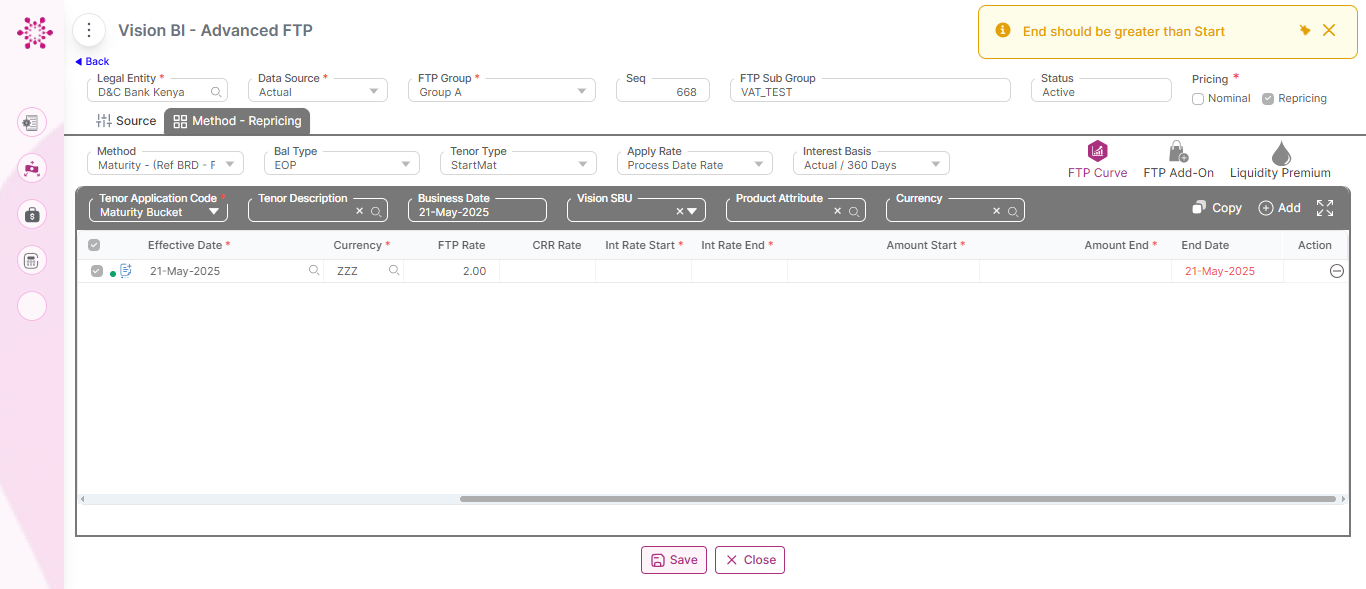 Vision BI - Advanced FTP
End should be greater than Start
Back
Legal Entity * Data Source * FTP Group * Seq FTP Sub Group Status Pricing *
D&C Bank Kenya Actual Group A 668 VAT_TEST Active Nominal Repricing
Source Method - Repricing
Method Bal Type Tenor Type Apply Rate Interest Basis
Maturity - (Ref BRD - F EOP StartMat Process Date Rate Actual / 360 Days
FTP Curve FTP Add-On Liquidity Premium
Tenor Application Code * Tenor Description Business Date Vision SBU Product Attribute Currency
Maturity Bucket 21-May-2025
Copy Add
Effective Date * Currency * FTP Rate CRR Rate Int Rate Start * Int Rate End * Amount Start * Amount End * End Date Action
21-May-2025 ZZZ 2.00 21-May-2025
Save Close